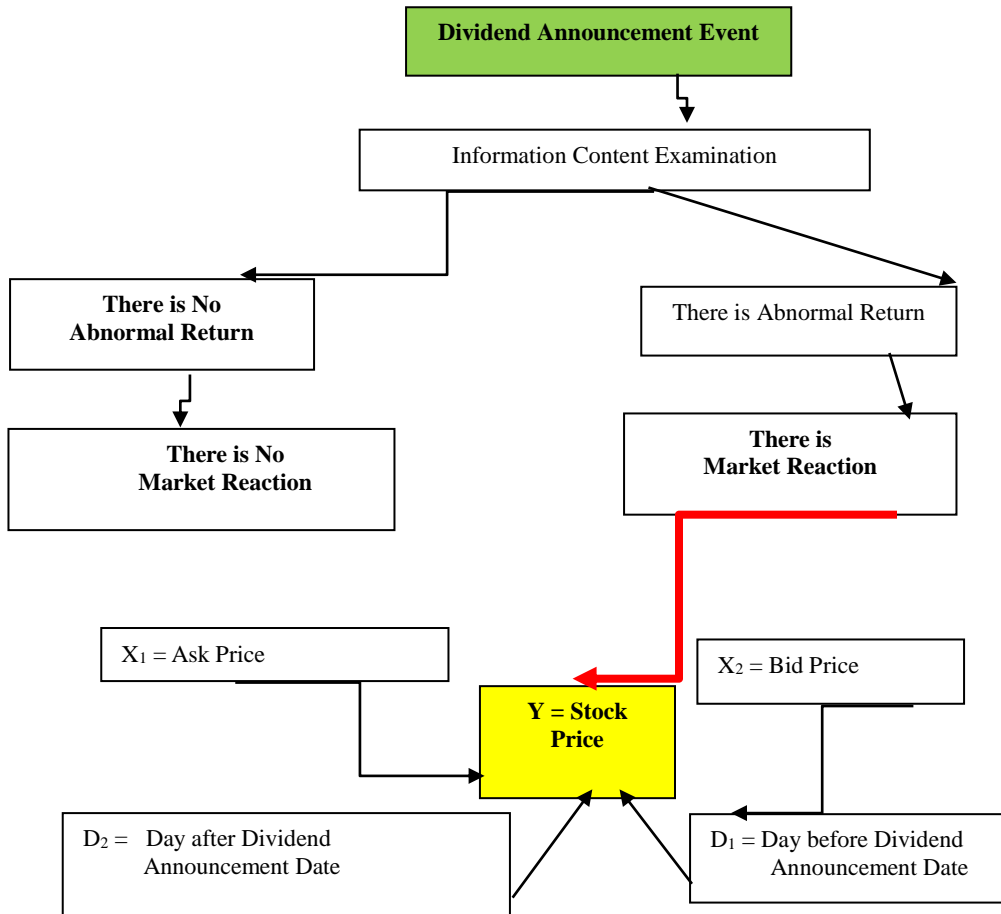 Dividend Announcement Event
Information Content Examination
There is No
Abnormal Return
There is Abnormal Return
There is No
Market Reaction
There is
Market Reaction
X₁ = Ask Price
X₂ = Bid Price
Y = Stock
Price
D₂ = Day after Dividend
Announcement Date
D₁ = Day before Dividend
Announcement Date